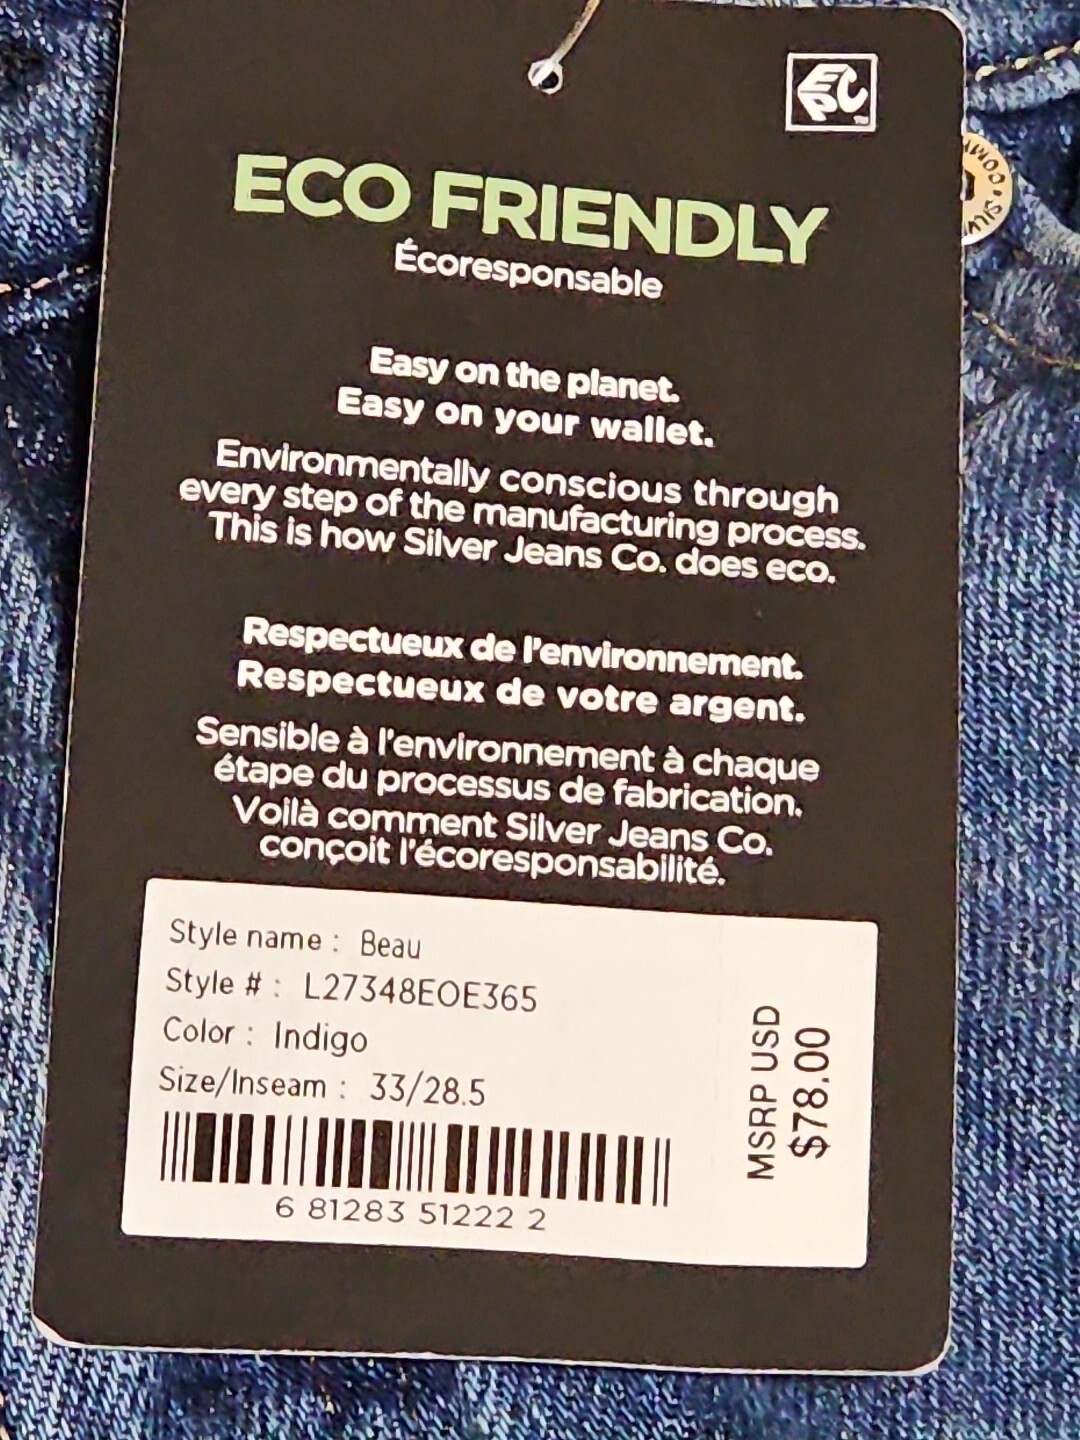 ECO FRIENDLY
Écoresponsable
Easy on the planet.
Easy on your wallet.
Environmentally conscious through
every step of the manufacturing process.
This is how Silver Jeans Co. does eco.
Respectueux de l'environnement.
Respectueux de votre argent.
Sensible à l'environnement à chaque
étape du processus de fabrication.
Voilà comment Silver Jeans Co.
conçoit l'écoresponsabilité.
Style name : Beau
Style # : L27348EOE365
Color : Indigo
Size/Inseam : 33/28.5
6 81283 51222 2
MSRP USD
$78.00